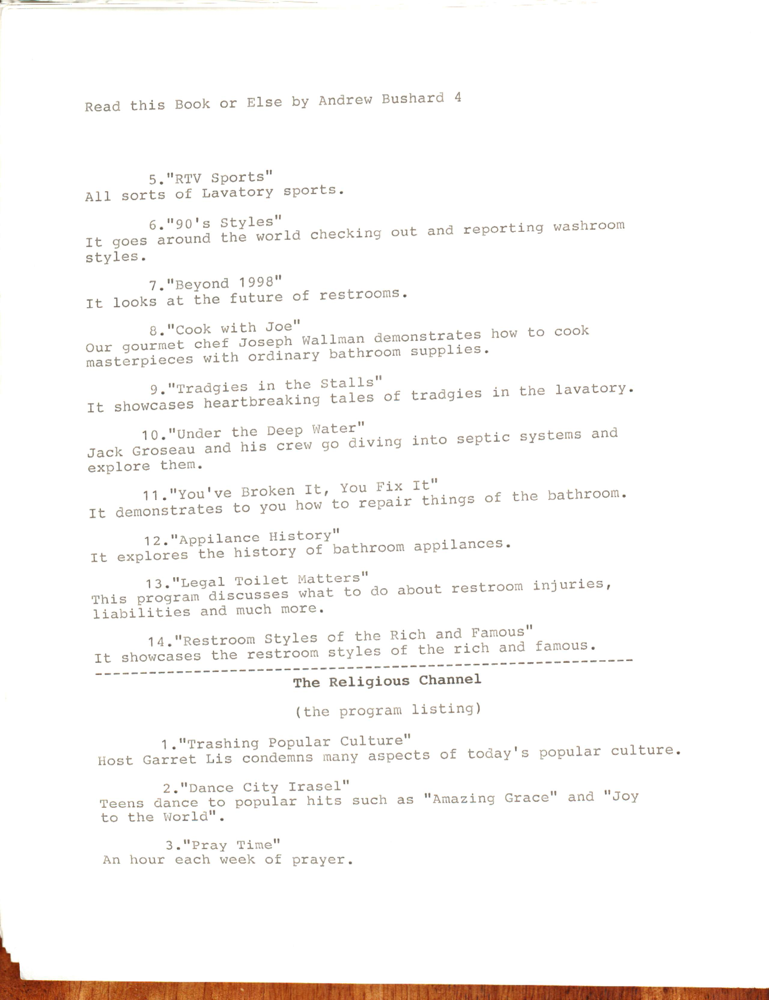 Read this Book or Else by Andrew Bushard 4
5."RTV Sports"
All sorts of Lavatory sports.
6."90's Styles"
It goes around the world checking out and reporting washroom
styles.
7."Beyond 1998"
It looks at the future of restrooms.
8."Cook with Joe"
Our gourmet chef Joseph Wallman demonstrates how to cook
masterpieces with ordinary bathroom supplies.
9."Tradgies in the Stalls"
It showcases heartbreaking tales of tradgies in the lavatory.
10."Under the Deep Water"
Jack Groseau and his crew go diving into septic systems and
explore them.
11."You've Broken It, You Fix It"
It demonstrates to you how to repair things of the bathroom.
12."Appilance History"
It explores the history of bathroom appilances.
13."Legal Toilet Matters"
This program discusses what to do about restroom injuries,
liabilities and much more.
14."Restroom Styles of the Rich and Famous"
It showcases the restroom styles of the rich and famous.
------------------------------------------------------------
The Religious Channel
(the program listing)
1."Trashing Popular Culture"
Host Garret Lis condemns many aspects of today's popular culture.
2."Dance City Irasel"
Teens dance to popular hits such as "Amazing Grace" and "Joy
to the World".
3."Pray Time"
An hour each week of prayer.